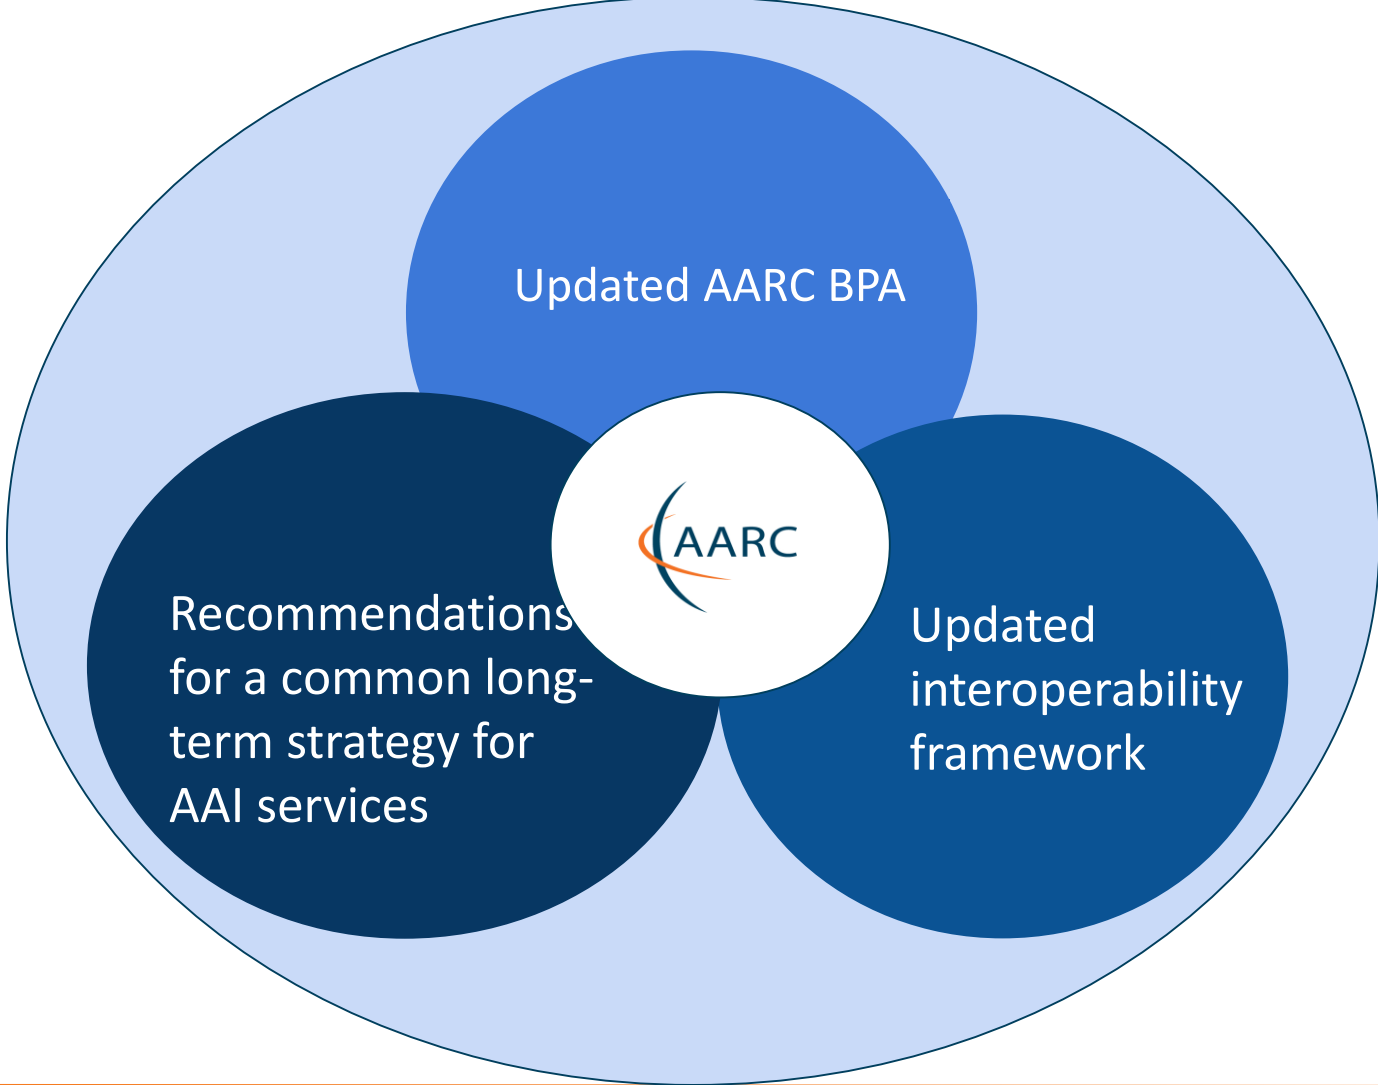 Updated AARC BPA
AARC
Recommendations
for a common long-
term strategy for
AAI services
Updated
interoperability
framework